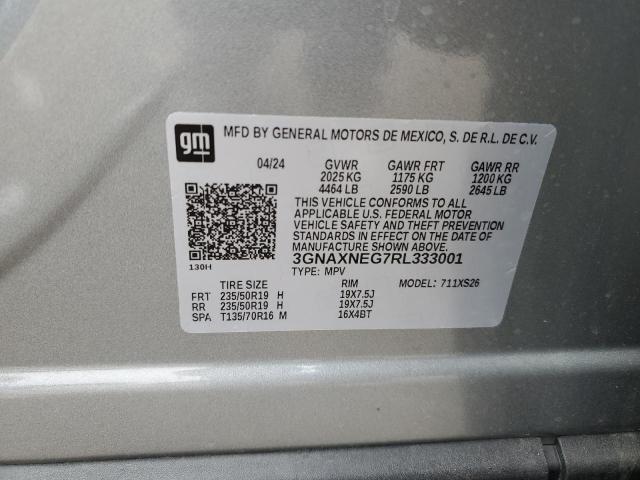 gm
MFD BY GENERAL MOTORS DE MEXICO, S. DE R.L. DE C.V.
04/24 GVWR GAWR FRT GAWR RR
2025 KG 1175 KG 1200 KG
4464 LB 2590 LB 2645 LB
THIS VEHICLE CONFORMS TO ALL
APPLICABLE U.S. FEDERAL MOTOR
VEHICLE SAFETY AND THEFT PREVENTION
STANDARDS IN EFFECT ON THE DATE OF
MANUFACTURE SHOWN ABOVE.
3GNAXNEG7RL333001
130H
TYPE: MPV MODEL: 711XS26
TIRE SIZE RIM
FRT 235/50R19 H 19X7.5J
RR 235/50R19 H 19X7.5J
SPA T135/70R16 M 16X4BT